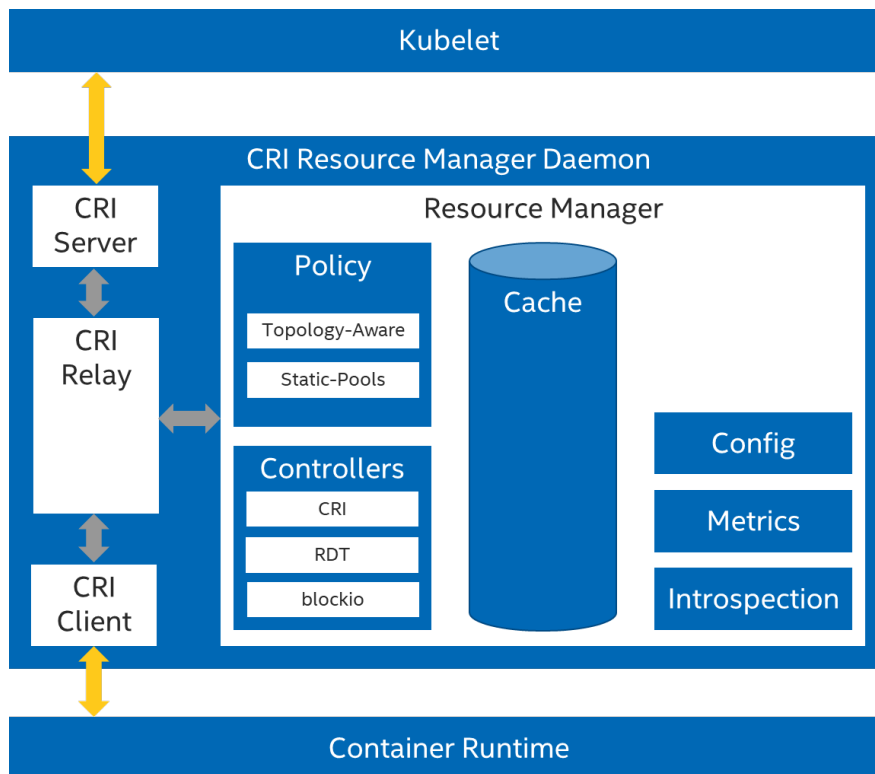 Kubelet
CRI Resource Manager Daemon
CRI
Server
CRI
Relay
CRI
Client
Resource Manager
Policy
Topology-Aware
Static-Pools
Controllers
CRI
RDT
blockio
Cache
Config
Metrics
Introspection
Container Runtime